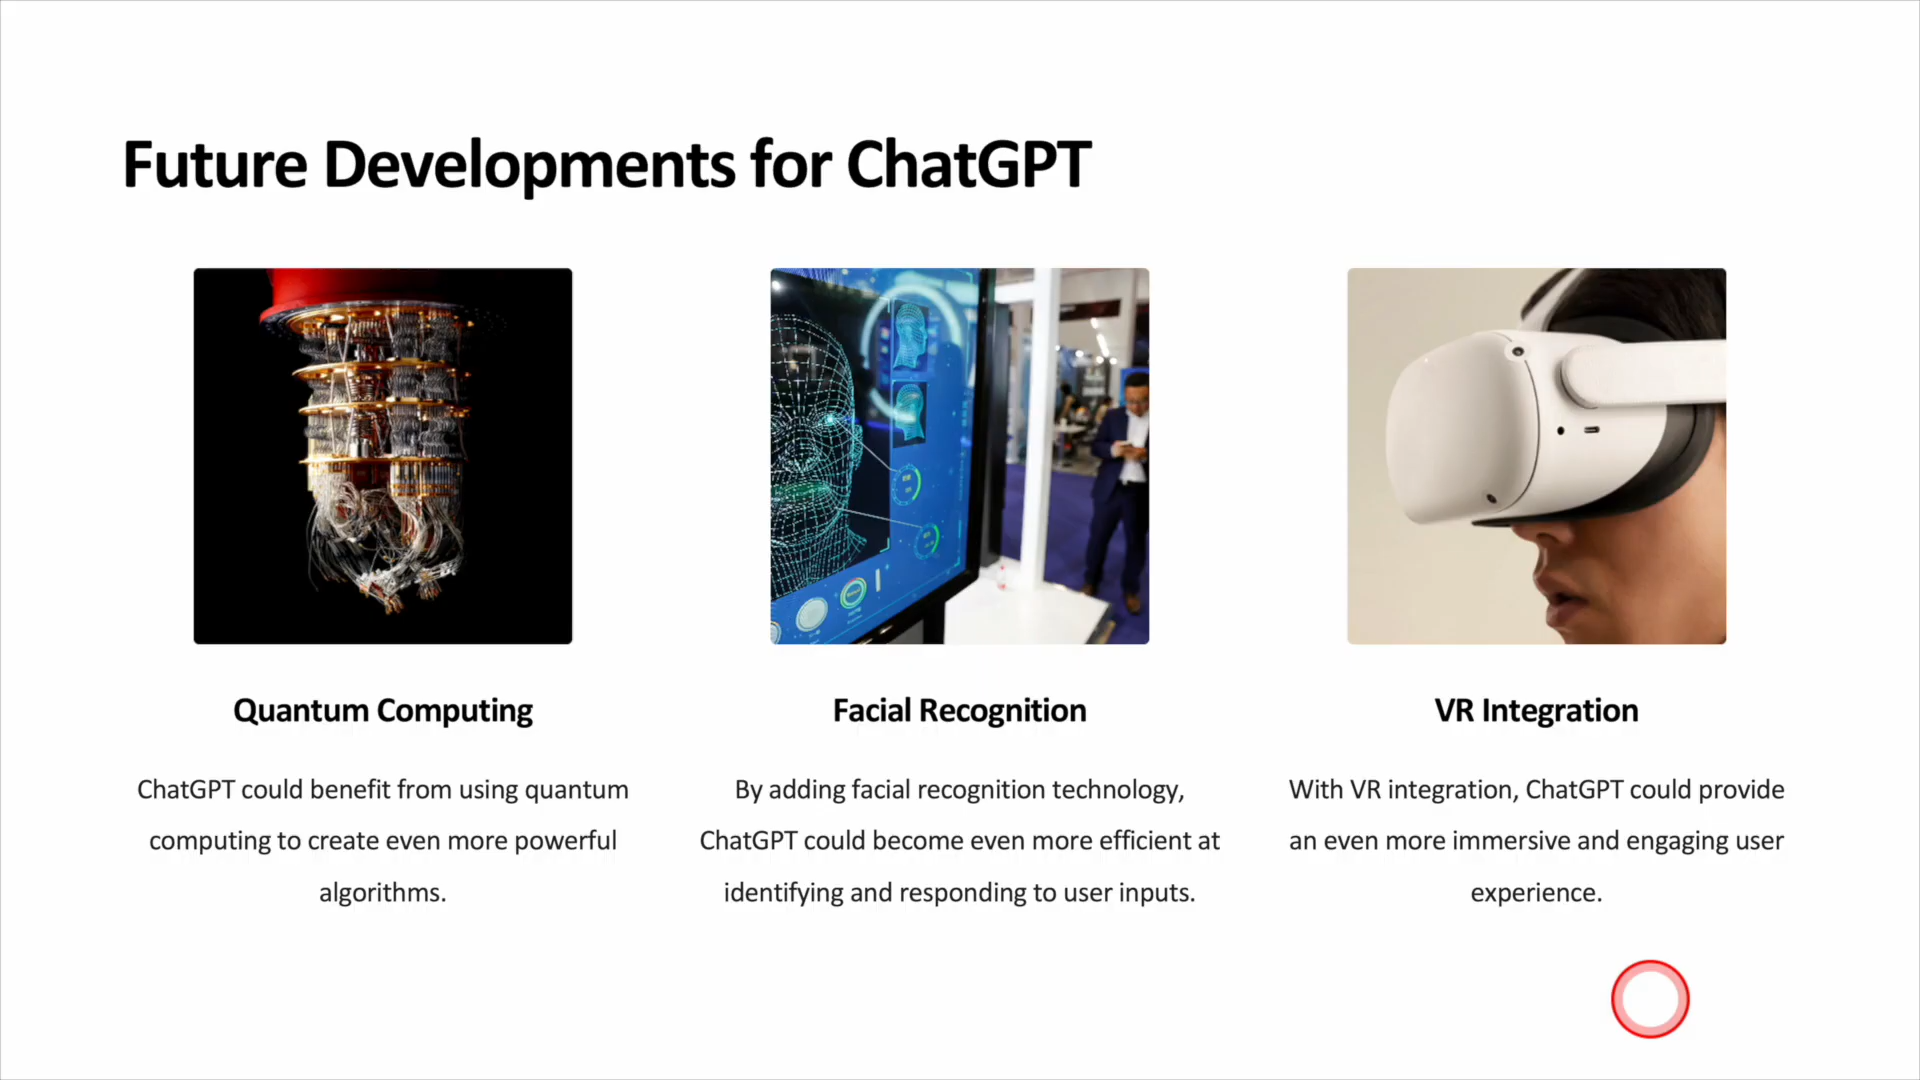 Future Developments for ChatGPT
Quantum Computing
ChatGPT could benefit from using quantum
computing to create even more powerful
algorithms.
Facial Recognition
By adding facial recognition technology,
ChatGPT could become even more efficient at
identifying and responding to user inputs.
VR Integration
With VR integration, ChatGPT could provide
an even more immersive and engaging user
experience.